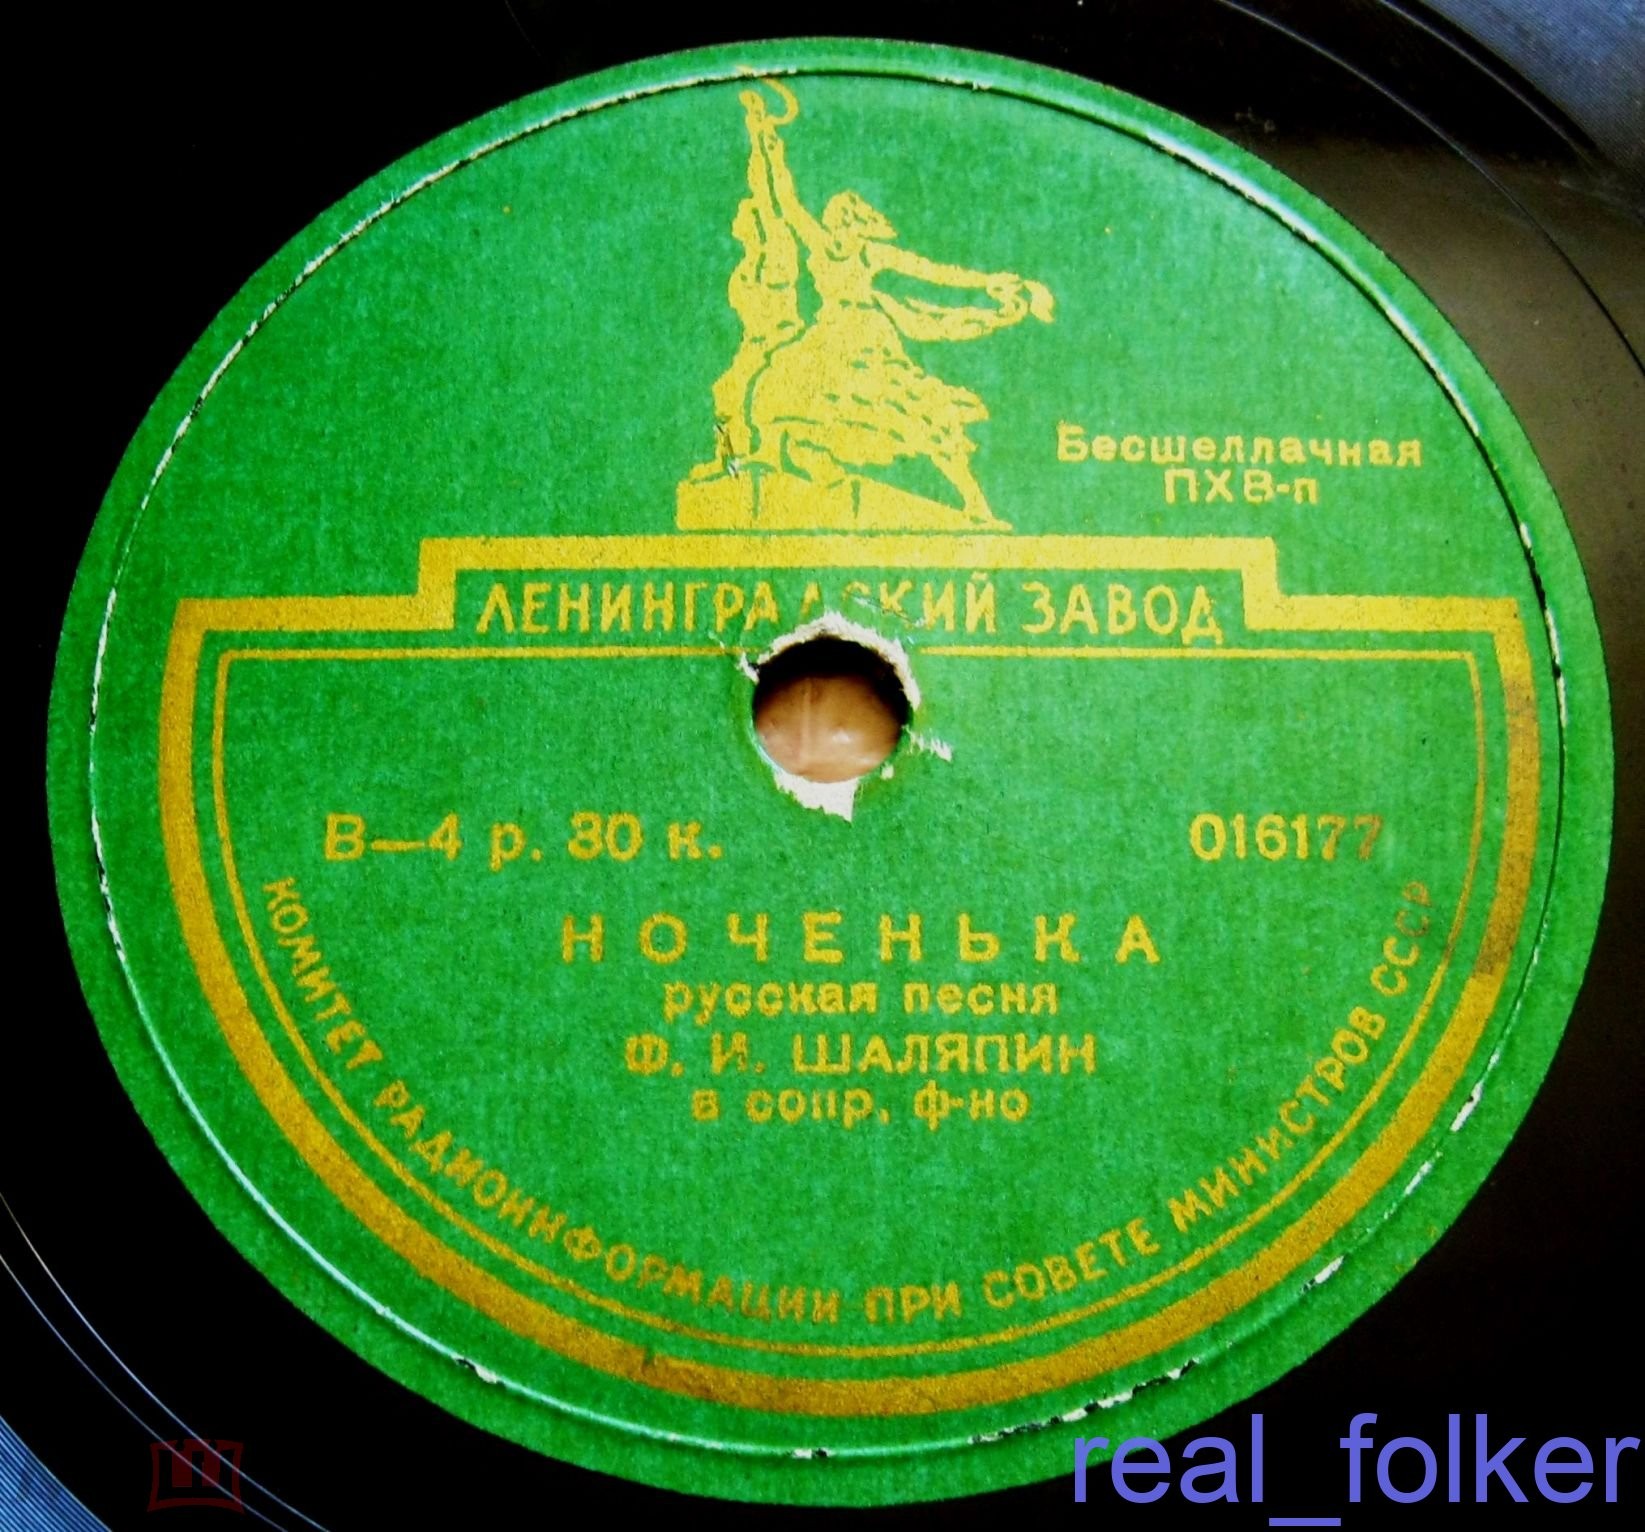 Бесшеллачная
ПХВ-п
ЛЕНИНГРАДСКИЙ ЗАВОД
В—4 р. 30 к.
016177
НОЧЕНЬКА
русская песня
Ф. И. ШАЛЯПИН
в сопр. ф-но
КОМИТЕТ РАДИОИНФОРМАЦИИ ПРИ СОВЕТЕ МИНИСТРОВ СССР
real_folker